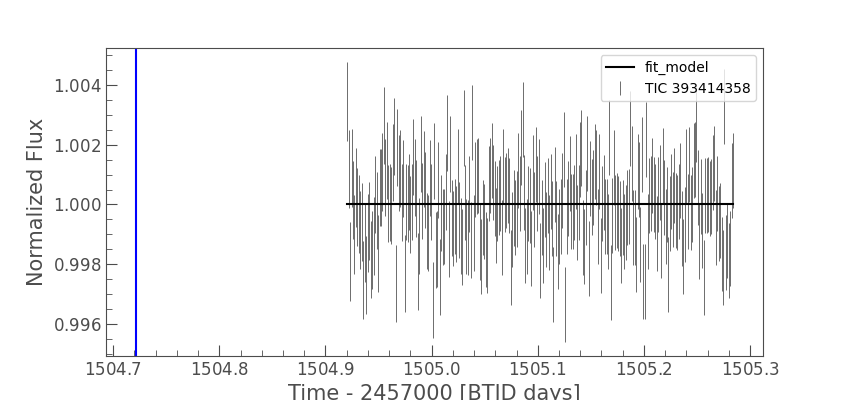 fit_model
TIC 393414358
1.004
1.002
1.000
0.998
0.996
Normalized Flux
1504.7 1504.8 1504.9 1505.0 1505.1 1505.2 1505.3
Time - 2457000 [BTJD days]